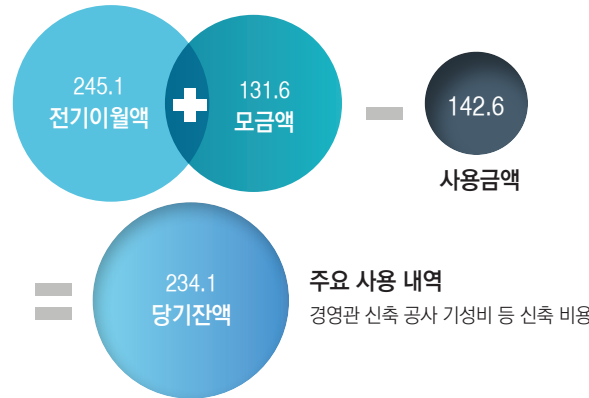 245.1
전기이월액
131.6
모금액
142.6
사용금액
234.1
당기잔액
주요 사용 내역
경영관 신축 공사 기성비 등 신축 비용